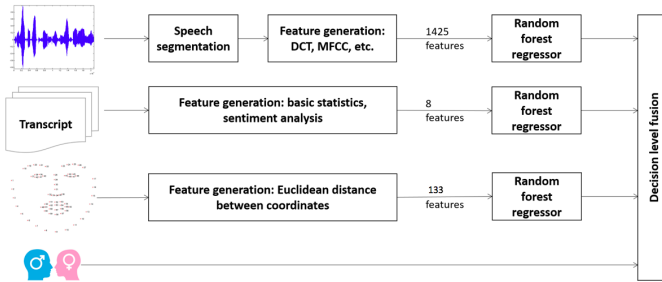 Speech
segmentation
Feature generation:
DCT, MFCC, etc.
1425
features
Random
forest
regressor
Transcript
Feature generation: basic statistics,
sentiment analysis
8
features
Random
forest
regressor
Feature generation: Euclidean distance
between coordinates
133
features
Random
forest
regressor
Decision level fusion